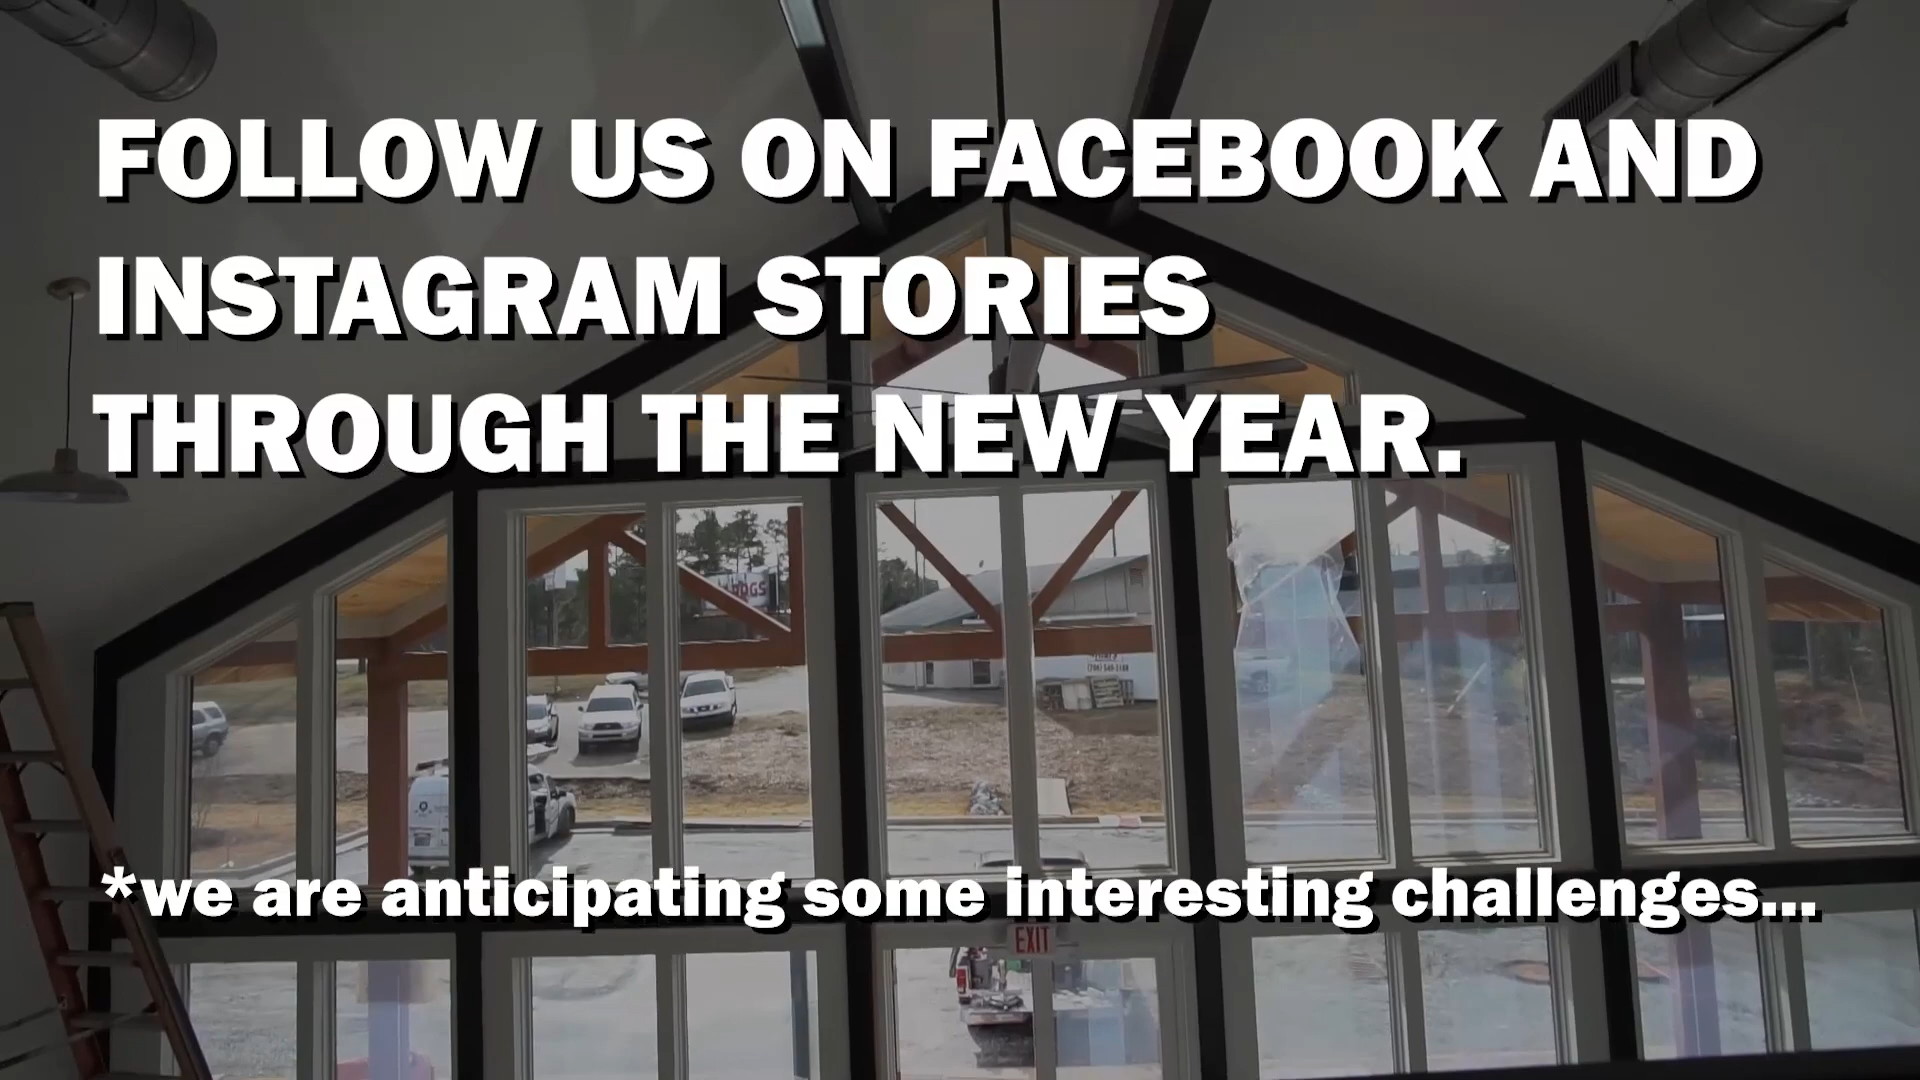 FOLLOW US ON FACEBOOK AND
INSTAGRAM STORIES
THROUGH THE NEW YEAR.
*we are anticipating some interesting challenges...
EXIT